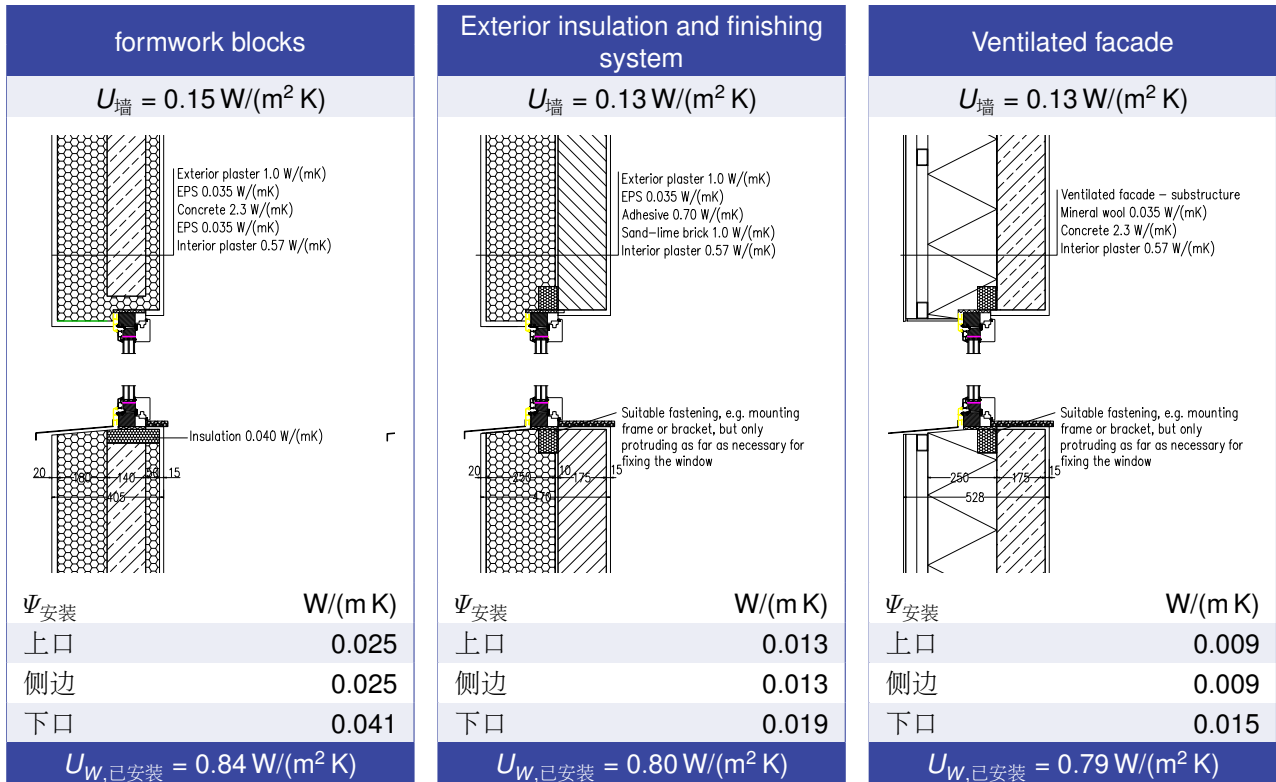 formwork blocks
U墙 = 0.15 W/(m² K)
Exterior plaster 1.0 W/(mK)
EPS 0.035 W/(mK)
Concrete 2.3 W/(mK)
EPS 0.035 W/(mK)
Interior plaster 0.57 W/(mK)
Insulation 0.040 W/(mK)
20 180 140 50 15
405
Ψ安装 W/(m K)
上口 0.025
侧边 0.025
下口 0.041
U W,已安装 = 0.84 W/(m² K)
Exterior insulation and finishing
system
U墙 = 0.13 W/(m² K)
Exterior plaster 1.0 W/(mK)
EPS 0.035 W/(mK)
Adhesive 0.70 W/(mK)
Sand-lime brick 1.0 W/(mK)
Interior plaster 0.57 W/(mK)
Suitable fastening, e.g. mounting
frame or bracket, but only
protruding as far as necessary for
fixing the window
20 250 10 175 15
470
Ψ安装 W/(m K)
上口 0.013
侧边 0.013
下口 0.019
U W,已安装 = 0.80 W/(m² K)
Ventilated facade
U墙 = 0.13 W/(m² K)
Ventilated facade - substructure
Mineral wool 0.035 W/(mK)
Concrete 2.3 W/(mK)
Interior plaster 0.57 W/(mK)
Suitable fastening, e.g. mounting
frame or bracket, but only
protruding as far as necessary for
fixing the window
250 175 15
528
Ψ安装 W/(m K)
上口 0.009
侧边 0.009
下口 0.015
U W,已安装 = 0.79 W/(m² K)